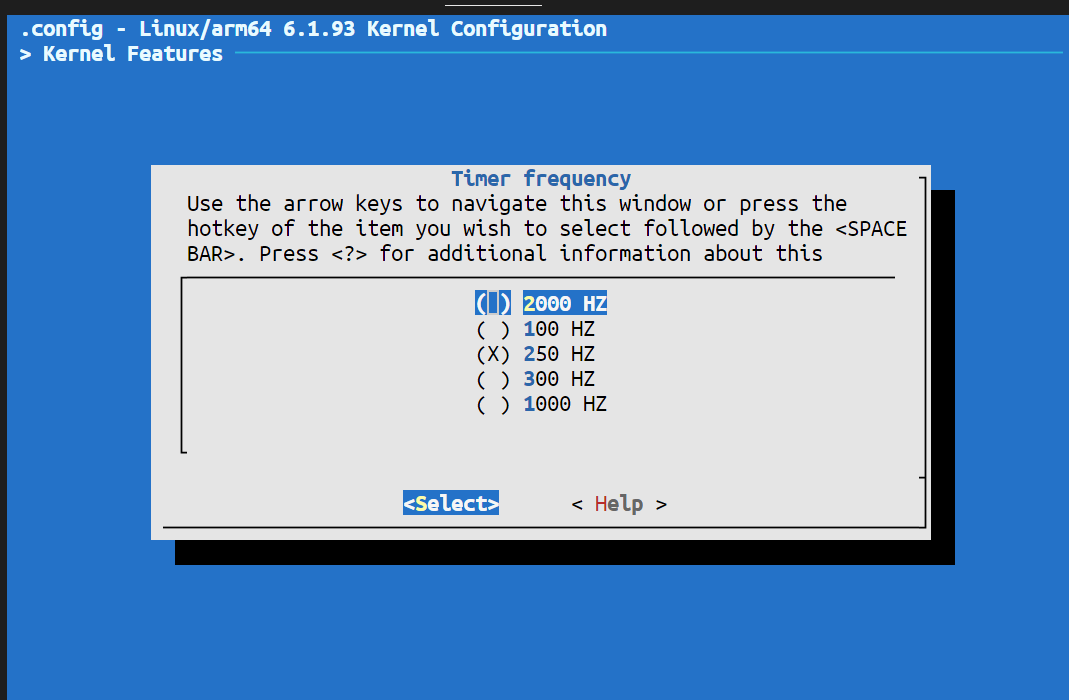 .config - Linux/arm64 6.1.93 Kernel Configuration
> Kernel Features
Timer frequency
Use the arrow keys to navigate this window or press the
hotkey of the item you wish to select followed by the <SPACE
BAR>. Press <?> for additional information about this
( ) 2000 HZ
( ) 100 HZ
(X) 250 HZ
( ) 300 HZ
( ) 1000 HZ
<Select> < Help >